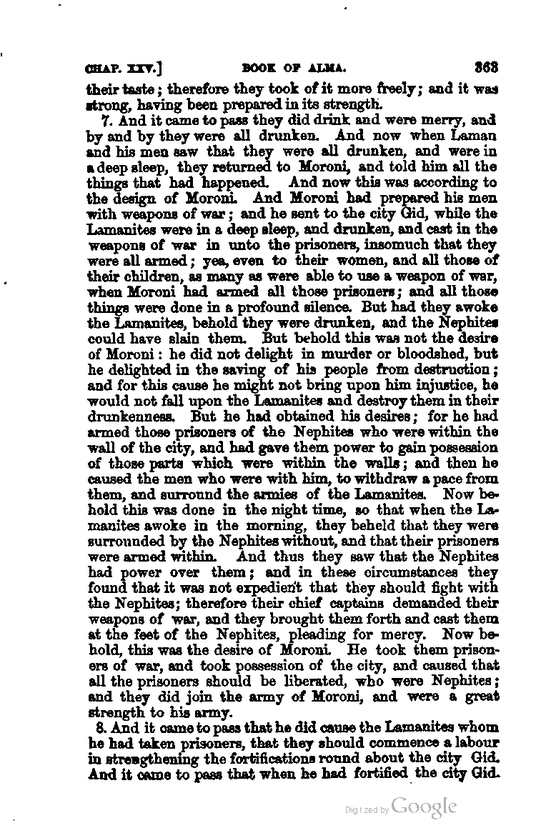 CHAP. XXV.] BOOK OF ALMA. 363
their taste; therefore they took of it more freely; and it was
strong, having been prepared in its strength.
7. And it came to pass they did drink and were merry, and
by and by they were all drunken. And now when Laman
and his men saw that they were all drunken, and were in
a deep sleep, they returned to Moroni, and told him all the
things that had happened. And now this was according to
the design of Moroni. And Moroni had prepared his men
with weapons of war; and he sent to the city Gid, while the
Lamanites were in a deep sleep, and drunken, and cast in the
weapons of war in unto the prisoners, insomuch that they
were all armed; yea, even to their women, and all those of
their children, as many as were able to use a weapon of war,
when Moroni had armed all those prisoners; and all those
things were done in a profound silence. But had they awoke
the Lamanites, behold they were drunken, and the Nephites
could have slain them. But behold this was not the desire
of Moroni: he did not delight in murder or bloodshed, but
he delighted in the saving of his people from destruction;
and for this cause he might not bring upon him injustice, he
would not fall upon the Lamanites and destroy them in their
drunkenness. But he had obtained his desires; for he had
armed those prisoners of the Nephites who were within the
wall of the city, and had gave them power to gain possession
of those parts which were within the walls; and then he
caused the men who were with him, to withdraw a pace from
them, and surround the armies of the Lamanites. Now be-
hold this was done in the night time, so that when the La-
manites awoke in the morning, they beheld that they were
surrounded by the Nephites without, and that their prisoners
were armed within. And thus they saw that the Nephites
had power over them; and in these circumstances they
found that it was not expedient that they should fight with
the Nephites; therefore their chief captains demanded their
weapons of war, and they brought them forth and cast them
at the feet of the Nephites, pleading for mercy. Now be-
hold, this was the desire of Moroni. He took them prison-
ers of war, and took possession of the city, and caused that
all the prisoners should be liberated, who were Nephites;
and they did join the army of Moroni, and were a great
strength to his army.
8. And it came to pass that he did cause the Lamanites whom
he had taken prisoners, that they should commence a labour
in strengthening the fortifications round about the city Gid.
And it came to pass that when he had fortified the city Gid.
Digitized by Google